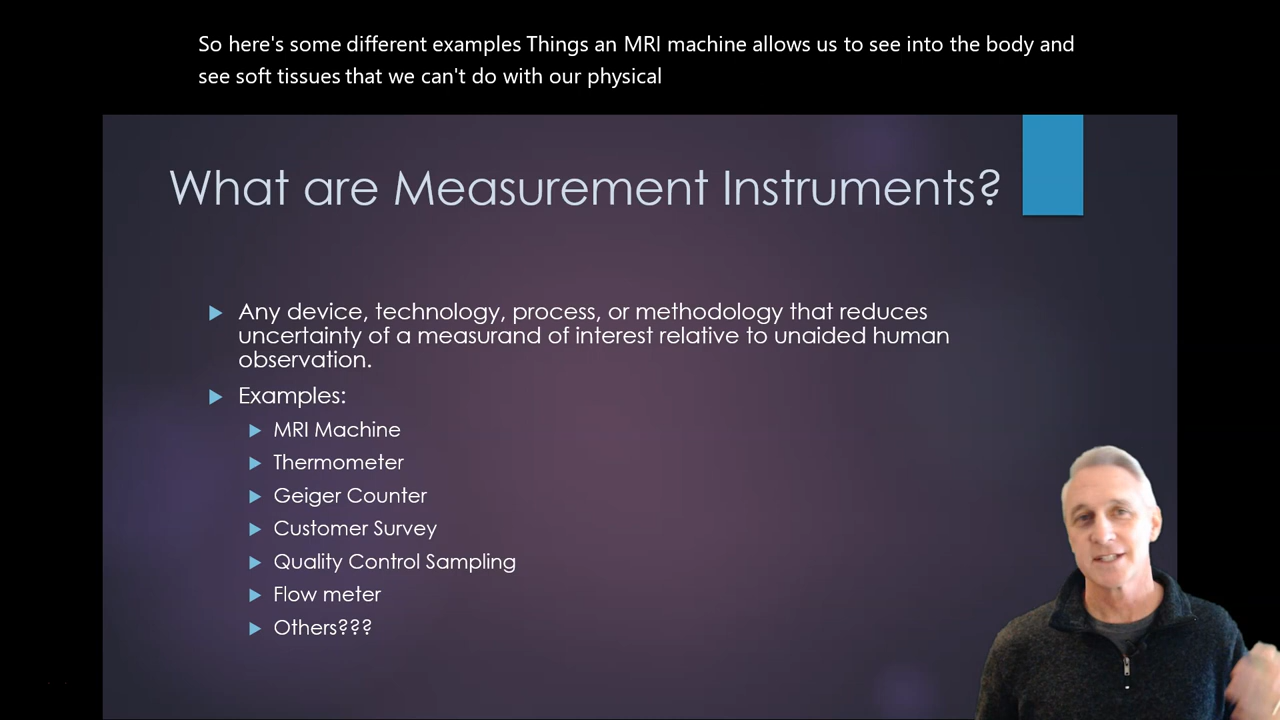 So here's some different examples Things an MRI machine allows us to see into the body and
see soft tissues that we can't do with our physical
What are Measurement Instruments?
Any device, technology, process, or methodology that reduces
uncertainty of a measurand of interest relative to unaided human
observation.
Examples:
MRI Machine
Thermometer
Geiger Counter
Customer Survey
Quality Control Sampling
Flow meter
Others???